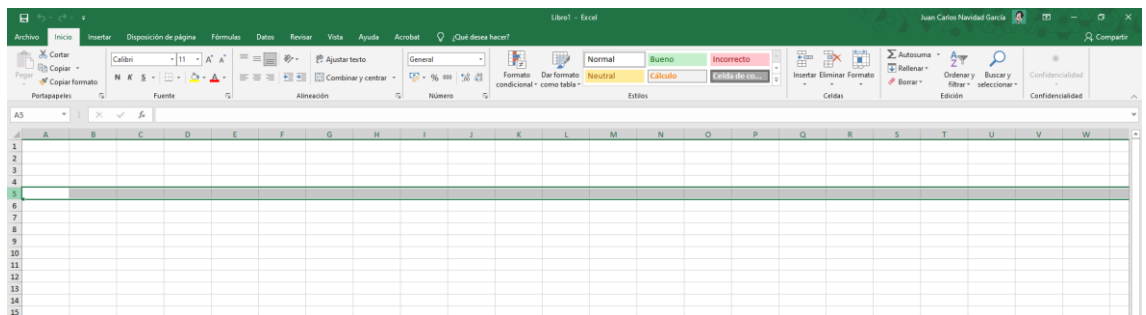 Libro1 - Excel
Juan Carlos Navidad García
Archivo Inicio Insertar Disposición de página Fórmulas Datos Revisar Vista Ayuda Acrobat ¿Qué desea hacer? Compartir
Pegar
Cortar
Copiar
Copiar formato
Portapapeles
Calibri 11
N K S
Fuente
Ajustar texto
Combinar y centrar
Alineación
General
% 000
Número
Formato condicional
Dar formato como tabla
Normal Bueno Incorrecto
Neutral Cálculo Celda de co...
Estilos
Insertar Eliminar Formato
Celdas
Autosuma
Rellenar
Borrar
Ordenar y filtrar
Buscar y seleccionar
Edición
Confidencialidad
Confidencialidad
A5 fx
A B C D E F G H I J K L M N O P Q R S T U V W
1
2
3
4
5
6
7
8
9
10
11
12
13
14
15